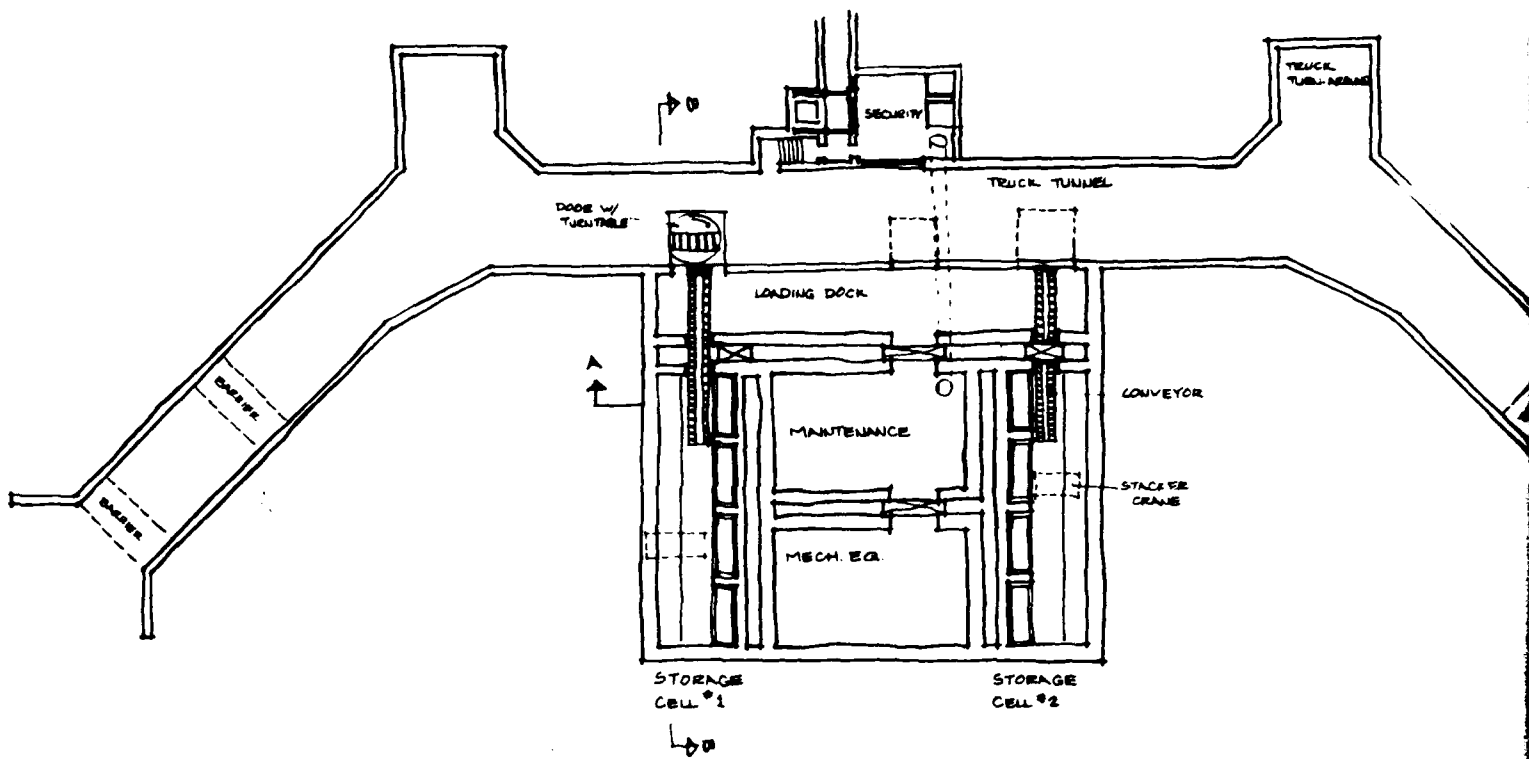 TRUCK
TURN-AROUND
SECURITY
B
TRUCK TUNNEL
DOOR W/
TURNTABLE
LOADING DOCK
A
BARRIER
CONVEYOR
MAINTENANCE
STACKER
CRANE
BARRIER
MECH. EQ.
STORAGE
CELL #1
STORAGE
CELL #2
B